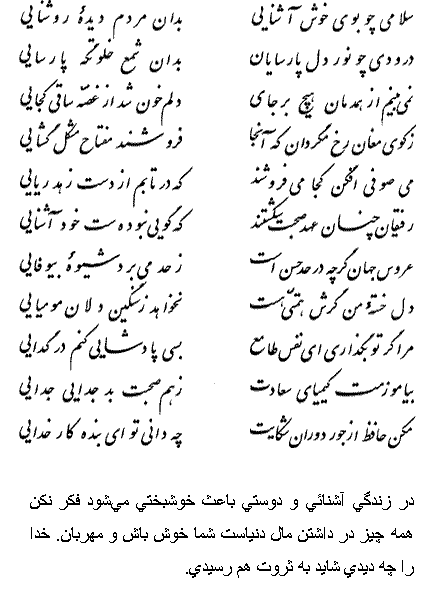 سلامی چو بوی خوش آشنایی بدان مردم دیدهٔ روشنایی
درودی چو نور دل پارسایان بدان شمع خلوتگه پارسایی
نمی‌بینم از همدمان هیچ بر جای دلم خون شد از غصّه ساقی کجایی
ز کوی مغان رخ مگردان که آنجا فروشند مفتاح مشکل گشایی
می صوفی افکن کجا می‌فروشند که در تابم از دست زهد ریایی
رفیقان چنان عهد صحبت شکستند که گویی نبوده‌ست خود آشنایی
عروس جهان گرچه در حد حسن است ز حد می‌برد شیوهٔ بیوفایی
دل خستهٔ من گرش همّتی هست نخواهد ز سنگین دلان مومیایی
مرا گر تو بگذاری ای نفس طامع بسی پادشایی کنم در گدایی
بیاموزمت کیمیای سعادت ز هم صحبت بد جدایی جدایی
مکن حافظ از جور دوران شکایت چه دانی تو ای بنده کار خدایی
در زندگي آشنائي و دوستي باعث خوشبختي مي‌شود فكر نكن
همه چيز در داشتن مال دنياست شما خوش باش و مهربان. خدا
را چه ديدي شايد به ثروت هم رسيدي.